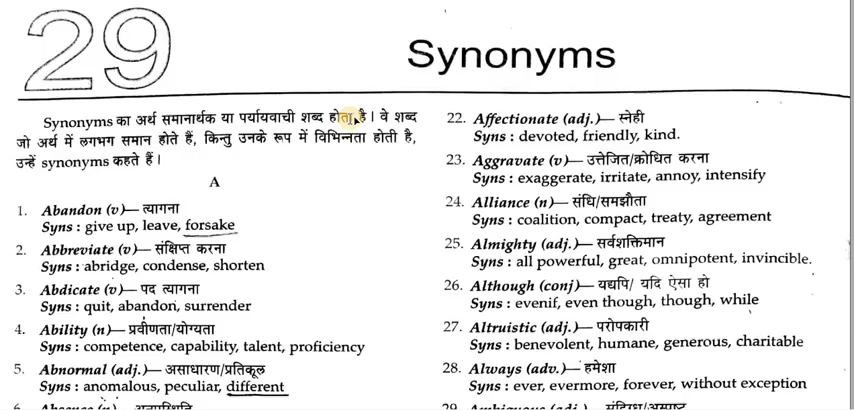 29
Synonyms
Synonyms का अर्थ समानार्थक या पर्यायवाची शब्द होता है। वे शब्द
जो अर्थ में लगभग समान होते हैं, किन्तु उनके रूप में विभिन्नता होती है,
उन्हें synonyms कहते हैं।
A
1. Abandon (v)— त्यागना
Syns : give up, leave, forsake
2. Abbreviate (v)— संक्षिप्त करना
Syns : abridge, condense, shorten
3. Abdicate (v)— पद त्यागना
Syns : quit, abandon, surrender
4. Ability (n)— प्रवीणता/योग्यता
Syns : competence, capability, talent, proficiency
5. Abnormal (adj.)— असाधारण/प्रतिकूल
Syns : anomalous, peculiar, different
22. Affectionate (adj.)— स्नेही
Syns : devoted, friendly, kind.
23. Aggravate (v)— उत्तेजित/क्रोधित करना
Syns : exaggerate, irritate, annoy, intensify
24. Alliance (n)— संधि/समझौता
Syns : coalition, compact, treaty, agreement
25. Almighty (adj.)— सर्वशक्तिमान
Syns : all powerful, great, omnipotent, invincible.
26. Although (conj)— यद्यपि/ यदि ऐसा हो
Syns : evenif, even though, though, while
27. Altruistic (adj.)— परोपकारी
Syns : benevolent, humane, generous, charitable
28. Always (adv.)— हमेशा
Syns : ever, evermore, forever, without exception